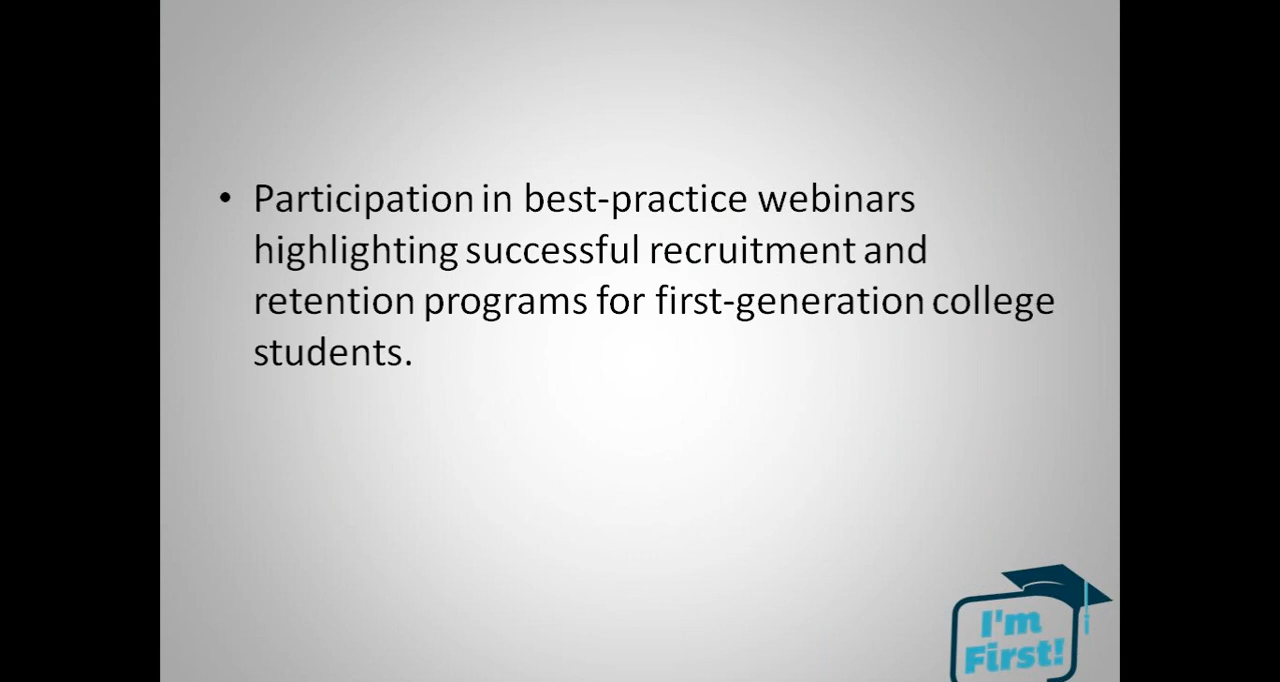 • Participation in best-practice webinars
highlighting successful recruitment and
retention programs for first-generation college
students.
I'm
First!